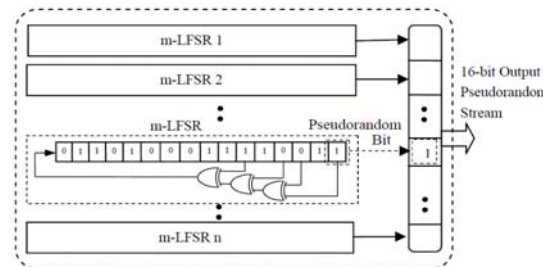 m-LFSR 1
m-LFSR 2
16-bit Output
Pseudorandom
Stream
m-LFSR
Pseudorandom
Bit
0 1 1 0 1 0 0 0 1 1 1 1 0 0 1 1
1
m-LFSR n